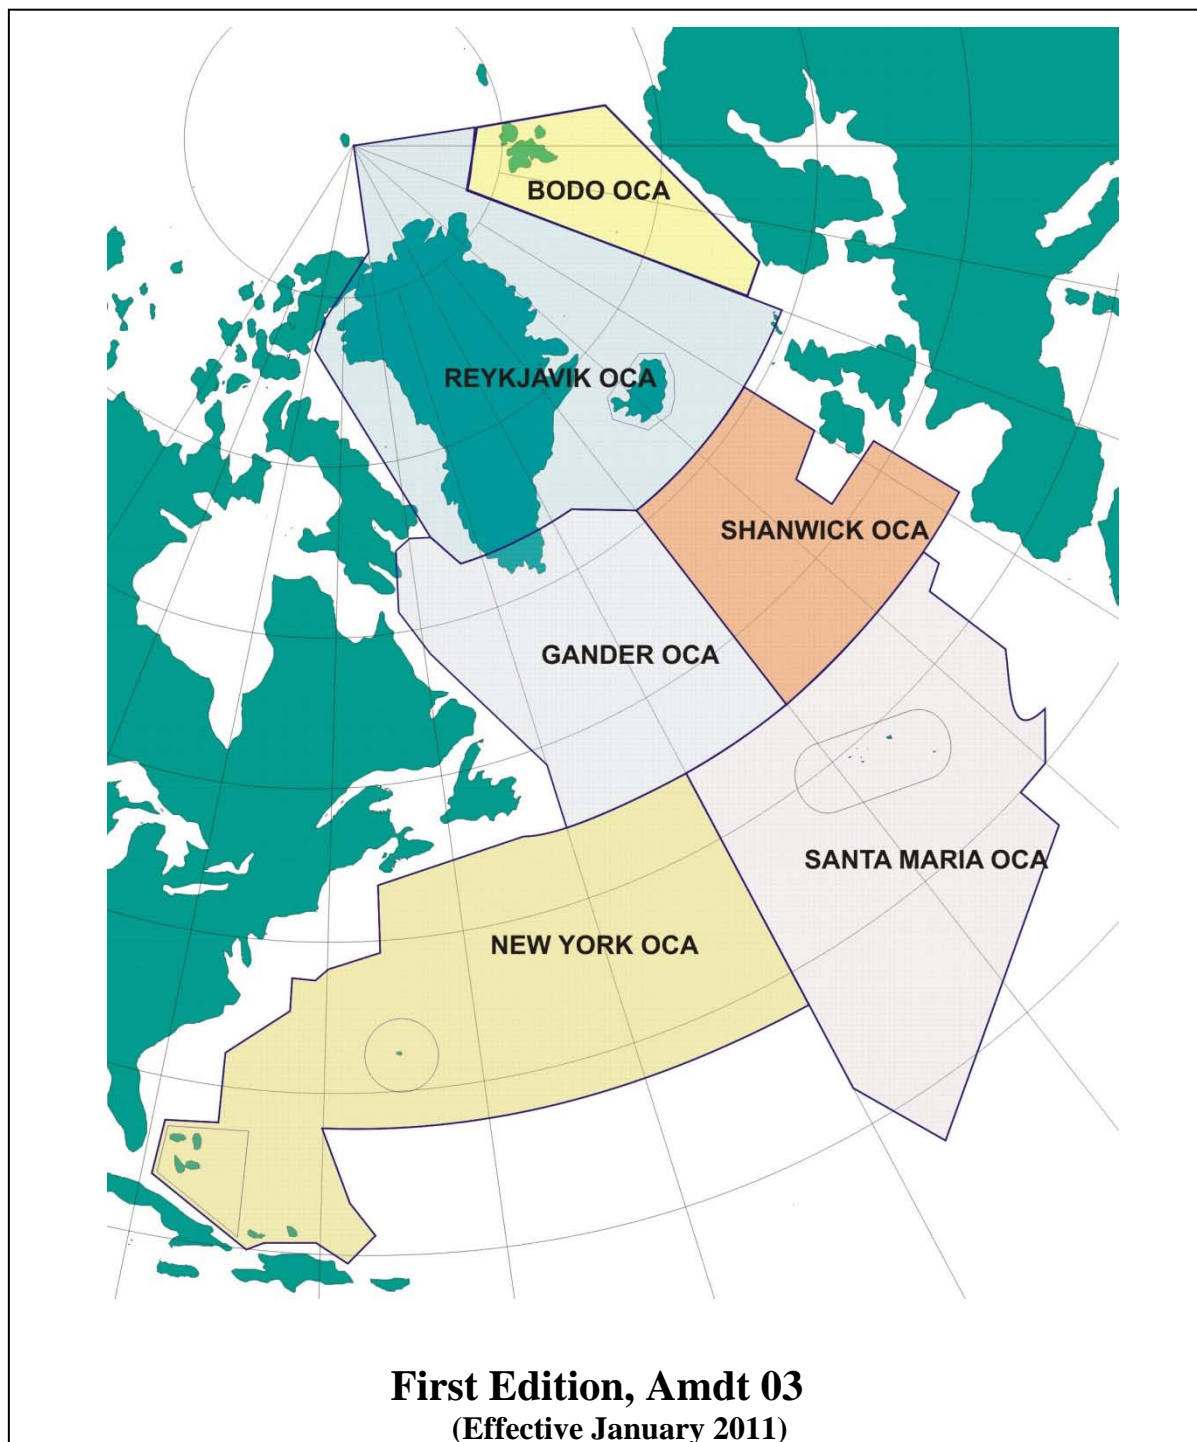 BODO OCA
REYKJAVIK OCA
SHANWICK OCA
GANDER OCA
SANTA MARIA OCA
NEW YORK OCA
First Edition, Amdt 03
(Effective January 2011)